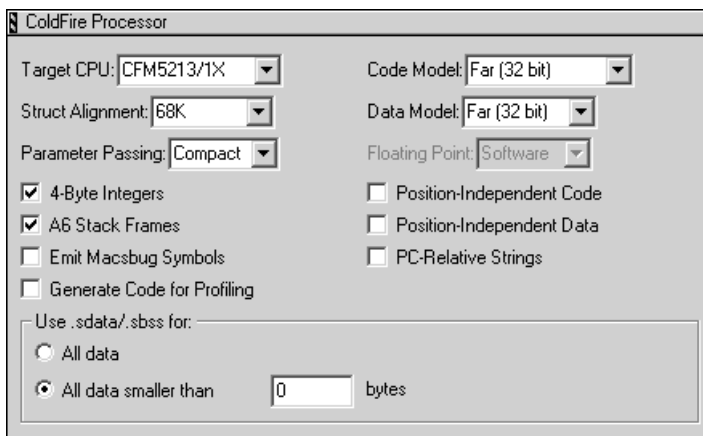 ColdFire Processor
Target CPU: CFM5213/1X Code Model: Far (32 bit)
Struct Alignment: 68K Data Model: Far (32 bit)
Parameter Passing: Compact Floating Point: Software
4-Byte Integers Position-Independent Code
A6 Stack Frames Position-Independent Data
Emit Macsbug Symbols PC-Relative Strings
Generate Code for Profiling
Use .sdata/.sbss for:
All data
All data smaller than 0 bytes